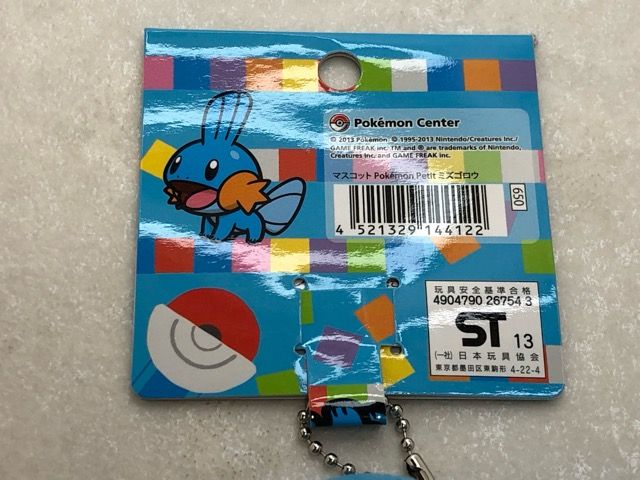 Pokémon Center
© 2013 Pokémon. © 1995-2013 Nintendo/Creatures Inc./
GAME FREAK inc. TM and ® are trademarks of Nintendo,
Creatures Inc. and GAME FREAK inc.
マスコット Pokémon Petit ミズゴロウ
650
4 521329 144122
玩具安全基準合格
4904790 26754 3
ST 13
(一社) 日本玩具協会
東京都墨田区東駒形 4-22-4